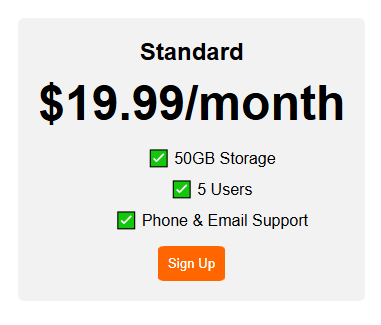 Standard
$19.99/month
✅ 50GB Storage
✅ 5 Users
✅ Phone & Email Support
Sign Up